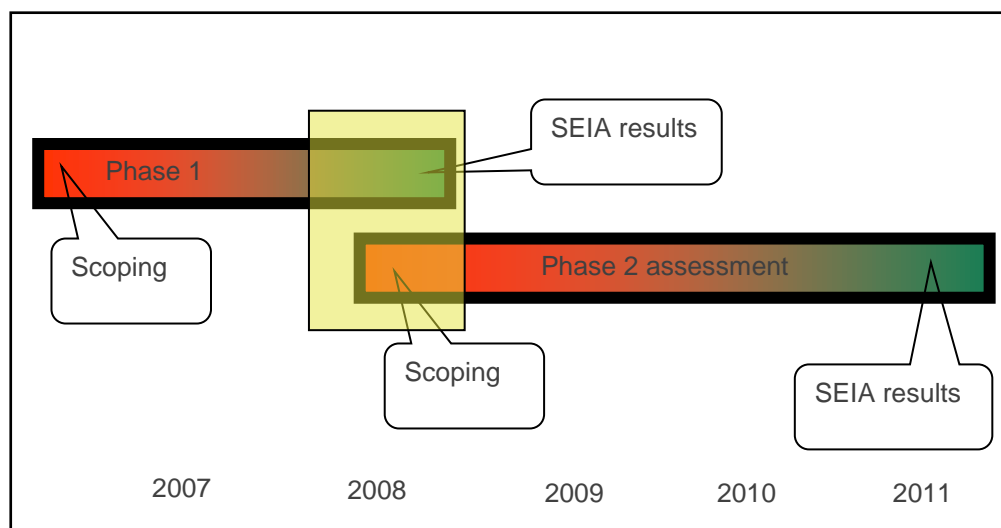 SEIA results
Phase 1
Scoping
Phase 2 assessment
Scoping
SEIA results
2007 2008 2009 2010 2011